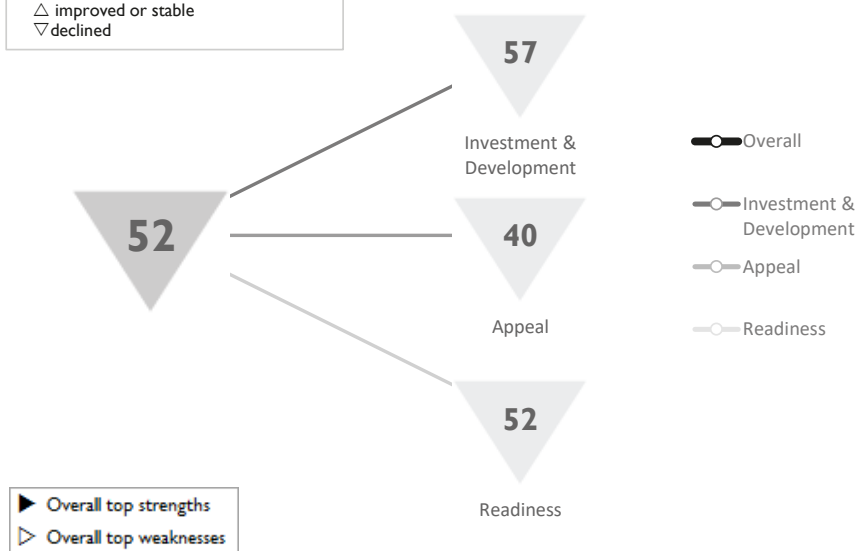 △ improved or stable
▽ declined
57
Investment &
Development
52
40
Appeal
52
Readiness
Overall
Investment &
Development
Appeal
Readiness
▶ Overall top strengths
▷ Overall top weaknesses